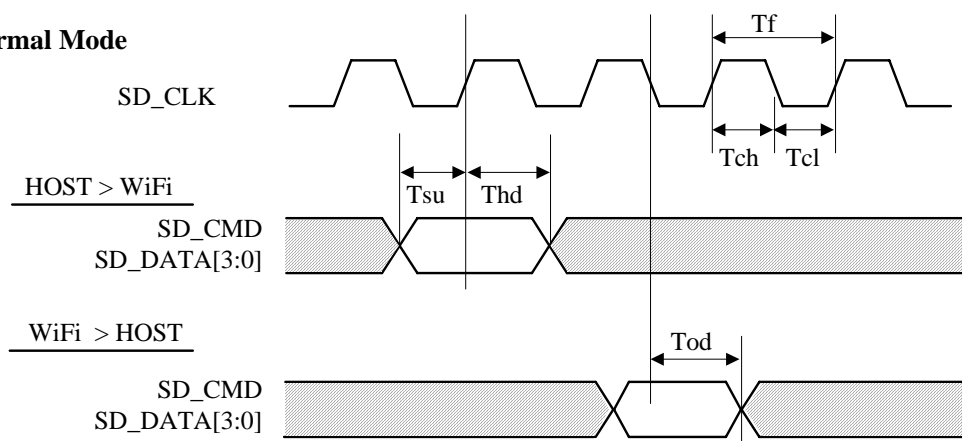 Tf
SD_CLK
Tch Tcl
HOST > WiFi
Tsu Thd
SD_CMD
SD_DATA[3:0]
WiFi > HOST
Tod
SD_CMD
SD_DATA[3:0]
Mode